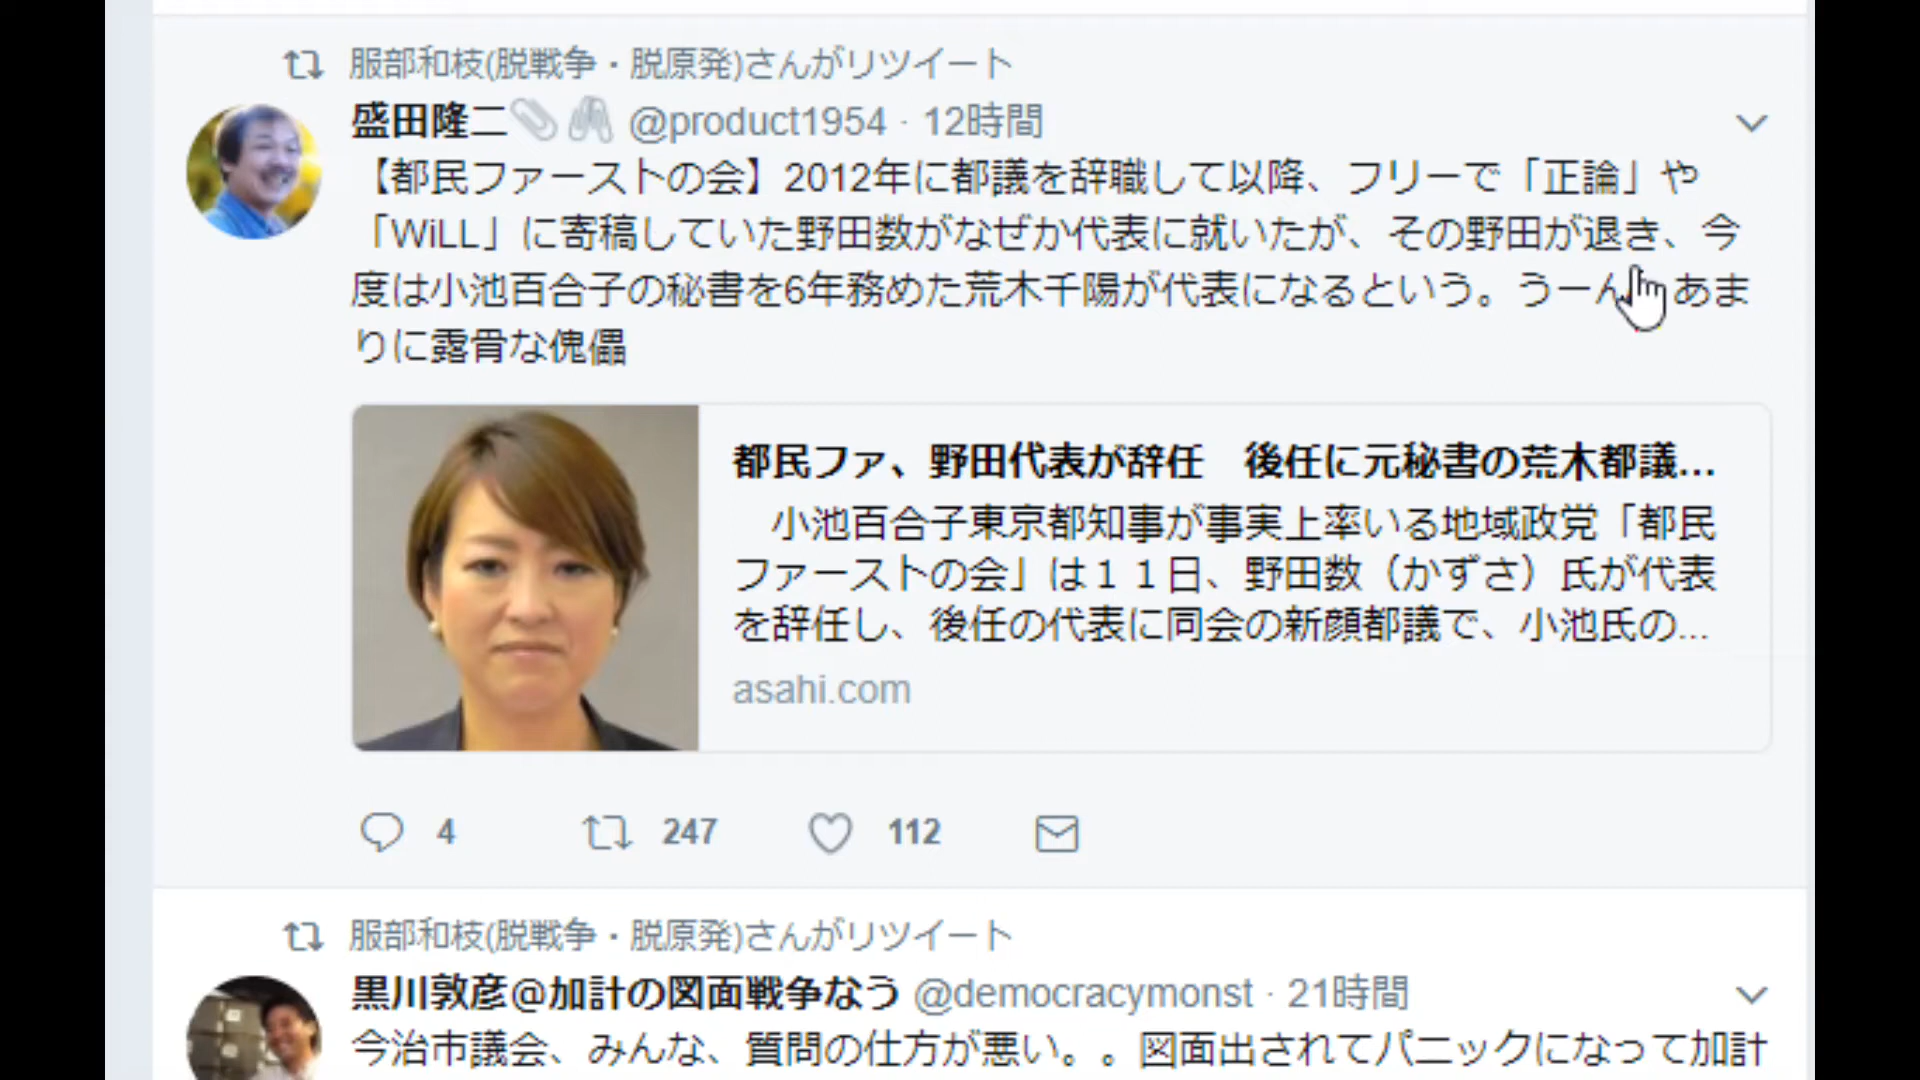 服部和枝(脱戦争・脱原発)さんがリツイート
盛田隆二 @product1954 · 12時間
【都民ファーストの会】2012年に都議を辞職して以降、フリーで「正論」や
「WiLL」に寄稿していた野田数がなぜか代表に就いたが、その野田が退き、今
度は小池百合子の秘書を6年務めた荒木千陽が代表になるという。うーん あま
りに露骨な傀儡
都民ファ、野田代表が辞任　後任に元秘書の荒木都議...
小池百合子東京都知事が事実上率いる地域政党「都民
ファーストの会」は１１日、野田数（かずさ）氏が代表
を辞任し、後任の代表に同会の新顔都議で、小池氏の...
asahi.com
4 247 112
服部和枝(脱戦争・脱原発)さんがリツイート
黒川敦彦@加計の図面戦争なう @democracymonst · 21時間
今治市議会、みんな、質問の仕方が悪い。。図面出されてパニックになって加計